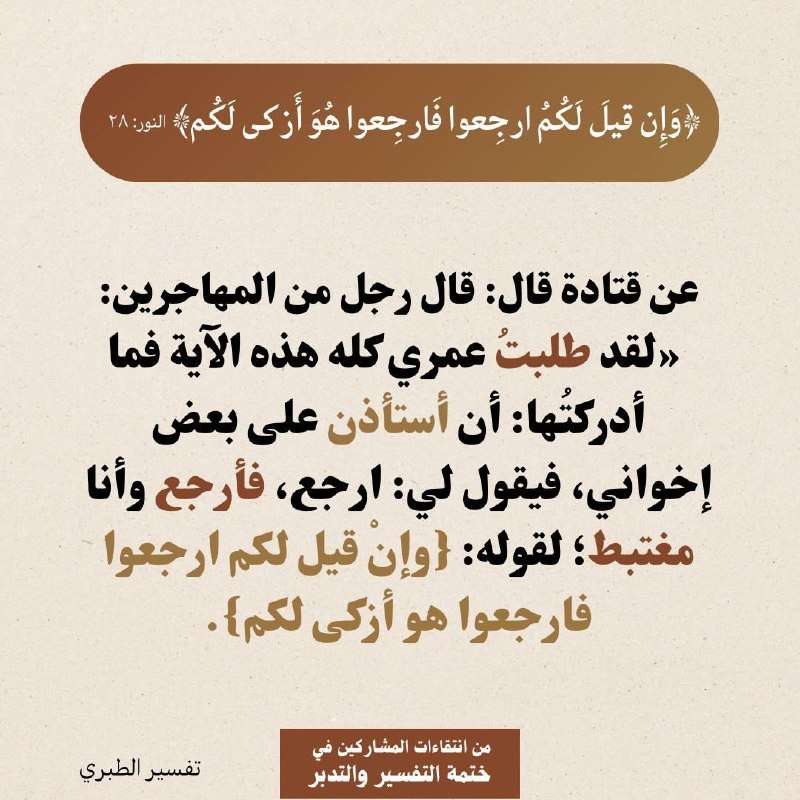 ﴿وَإِن قيلَ لَكُمُ ارجِعوا فَارجِعوا هُوَ أَزكى لَكُم﴾ النور: ٢٨
عن قتادة قال: قال رجل من المهاجرين:
«لقد طلبتُ عمري كله هذه الآية فما
أدركتُها: أن أستأذن على بعض
إخواني، فيقول لي: ارجع، فأرجع وأنا
مغتبط؛ لقوله: {وإنْ قيل لكم ارجعوا
فارجعوا هو أزكى لكم}.
من انتقاءات المشاركين في
ختمة التفسير والتدبر
تفسير الطبري